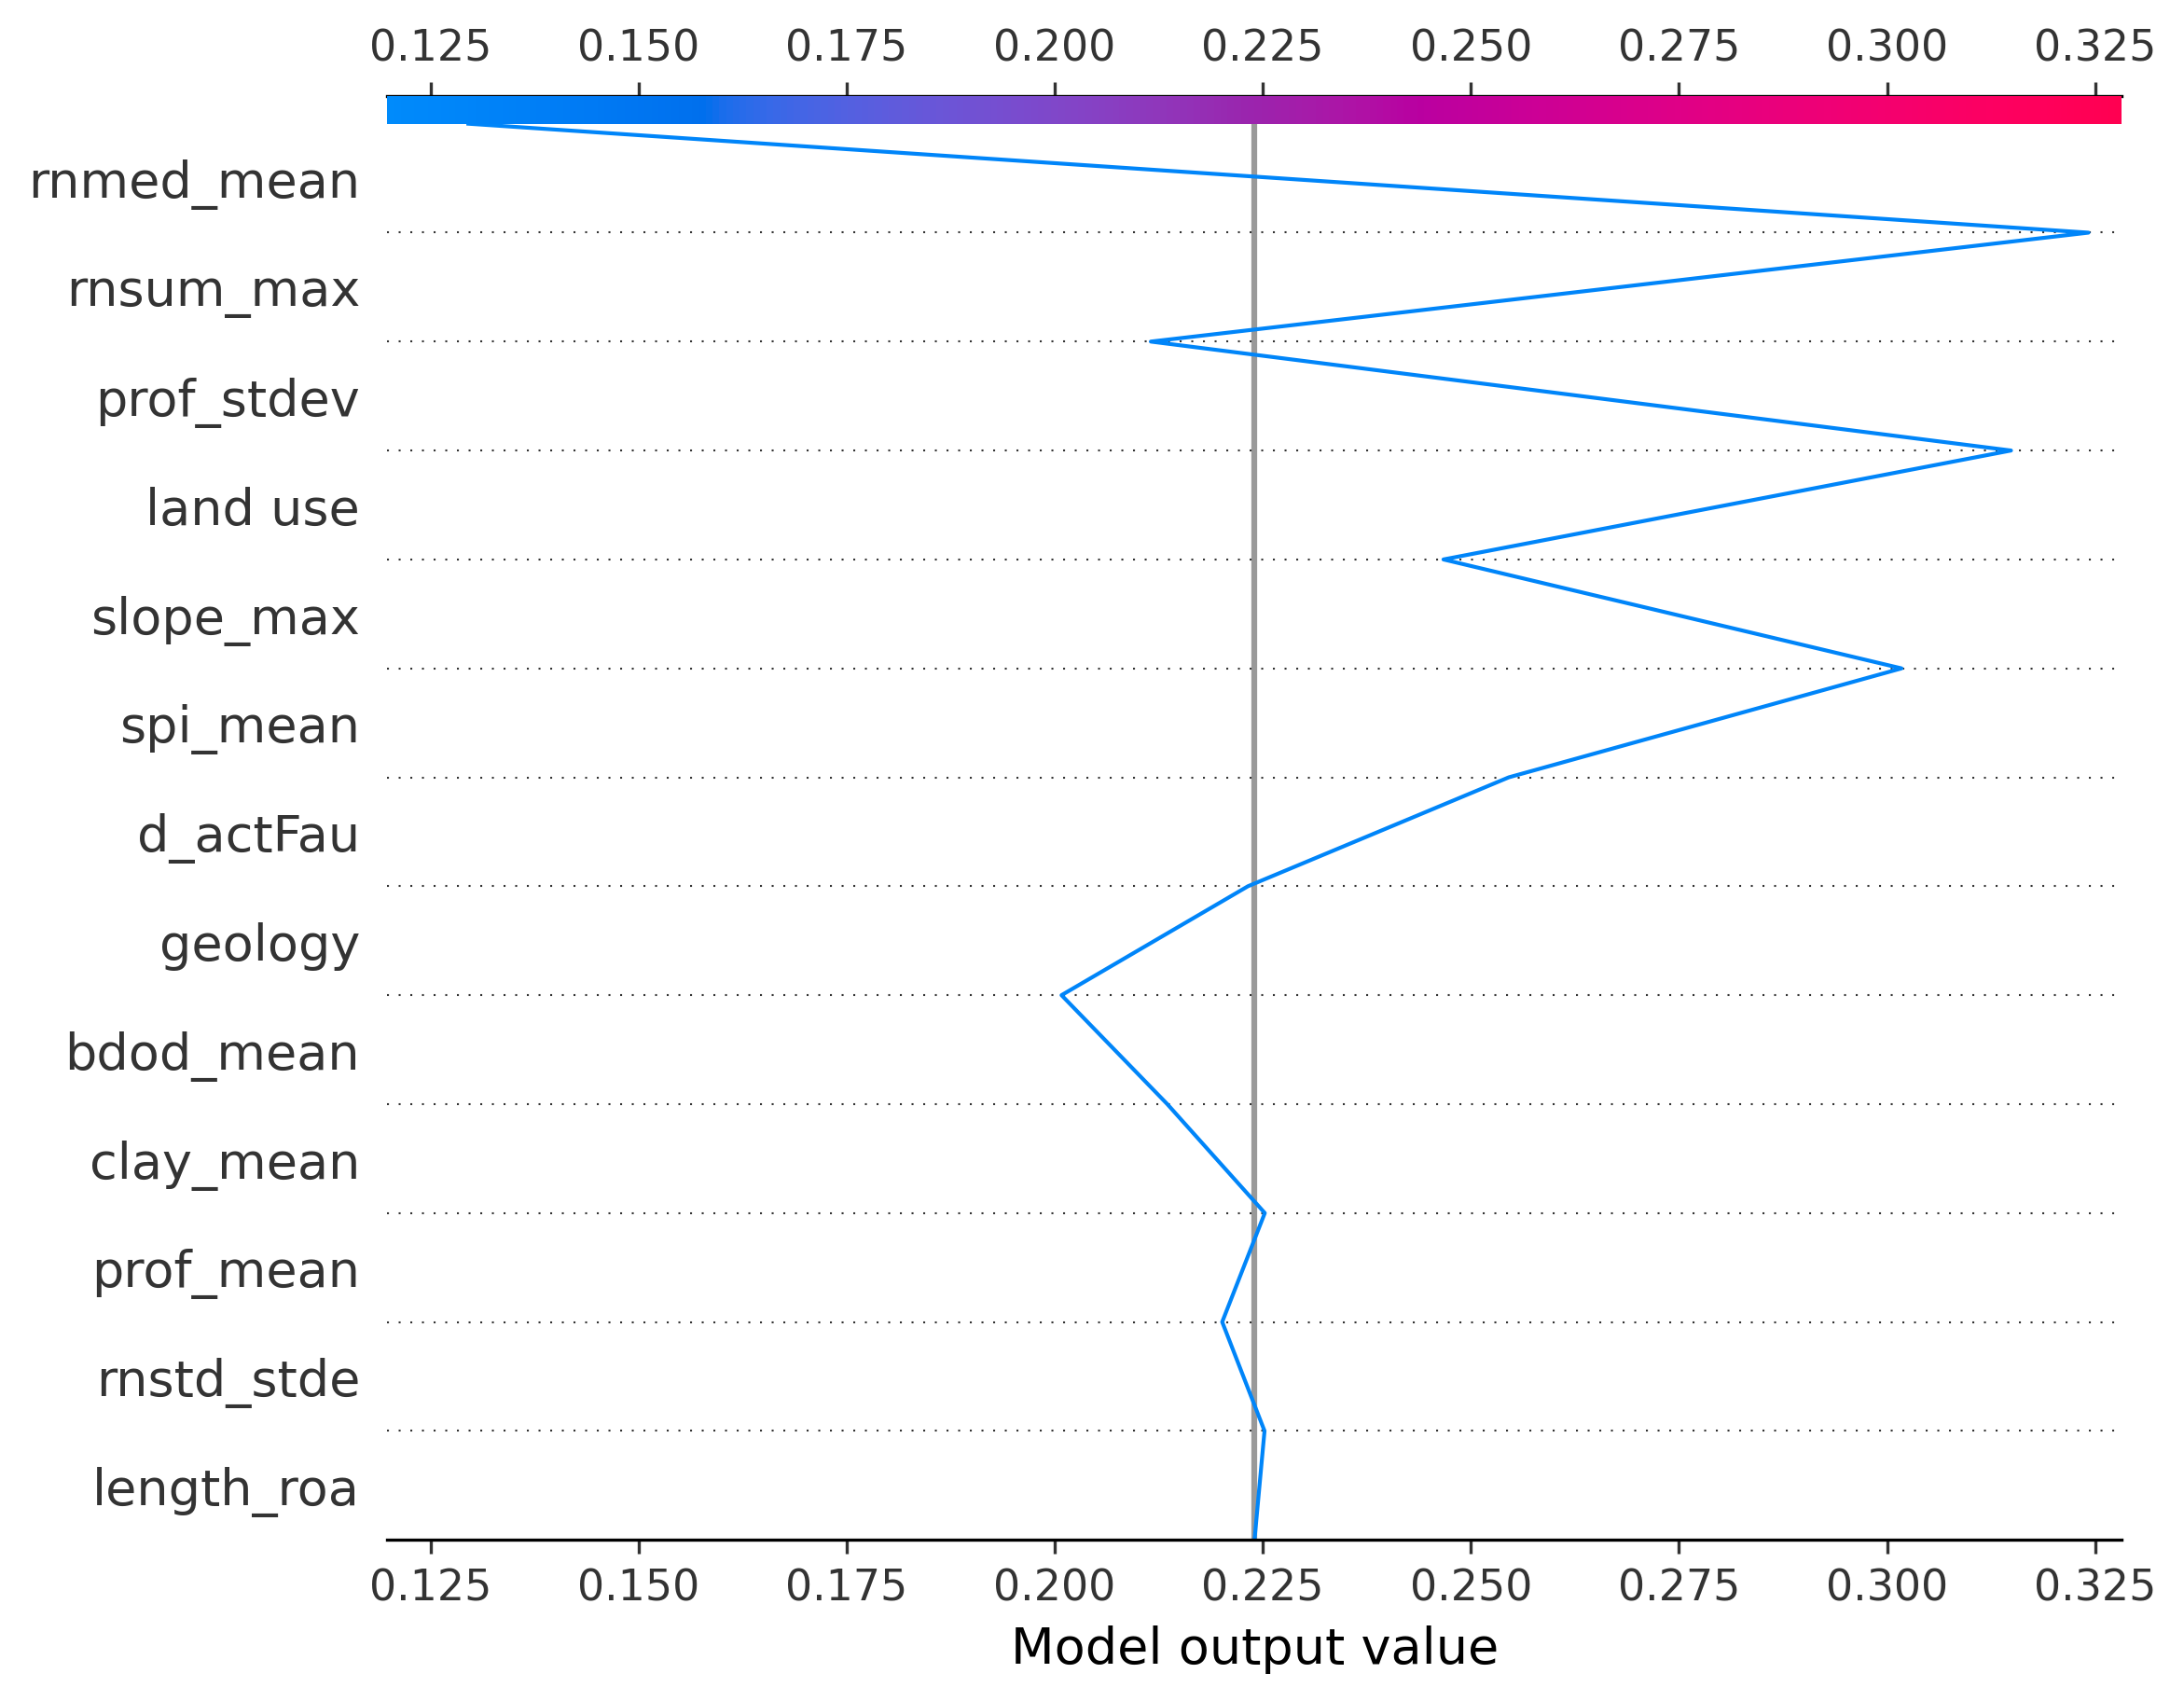 0.125 0.150 0.175 0.200 0.225 0.250 0.275 0.300 0.325
rnmed_mean
rnsum_max
prof_stdev
land use
slope_max
spi_mean
d_actFau
geology
bdod_mean
clay_mean
prof_mean
rnstd_stde
length_roa
0.125 0.150 0.175 0.200 0.225 0.250 0.275 0.300 0.325
Model output value